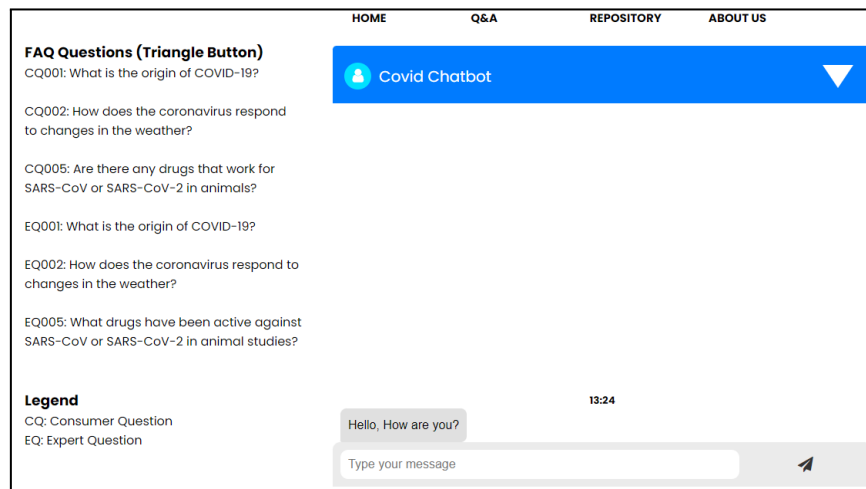 HOME Q&A REPOSITORY ABOUT US
FAQ Questions (Triangle Button)
CQ001: What is the origin of COVID-19?
CQ002: How does the coronavirus respond
to changes in the weather?
CQ005: Are there any drugs that work for
SARS-CoV or SARS-CoV-2 in animals?
EQ001: What is the origin of COVID-19?
EQ002: How does the coronavirus respond to
changes in the weather?
EQ005: What drugs have been active against
SARS-CoV or SARS-CoV-2 in animal studies?
Legend
CQ: Consumer Question
EQ: Expert Question
Covid Chatbot
13:24
Hello, How are you?
Type your message